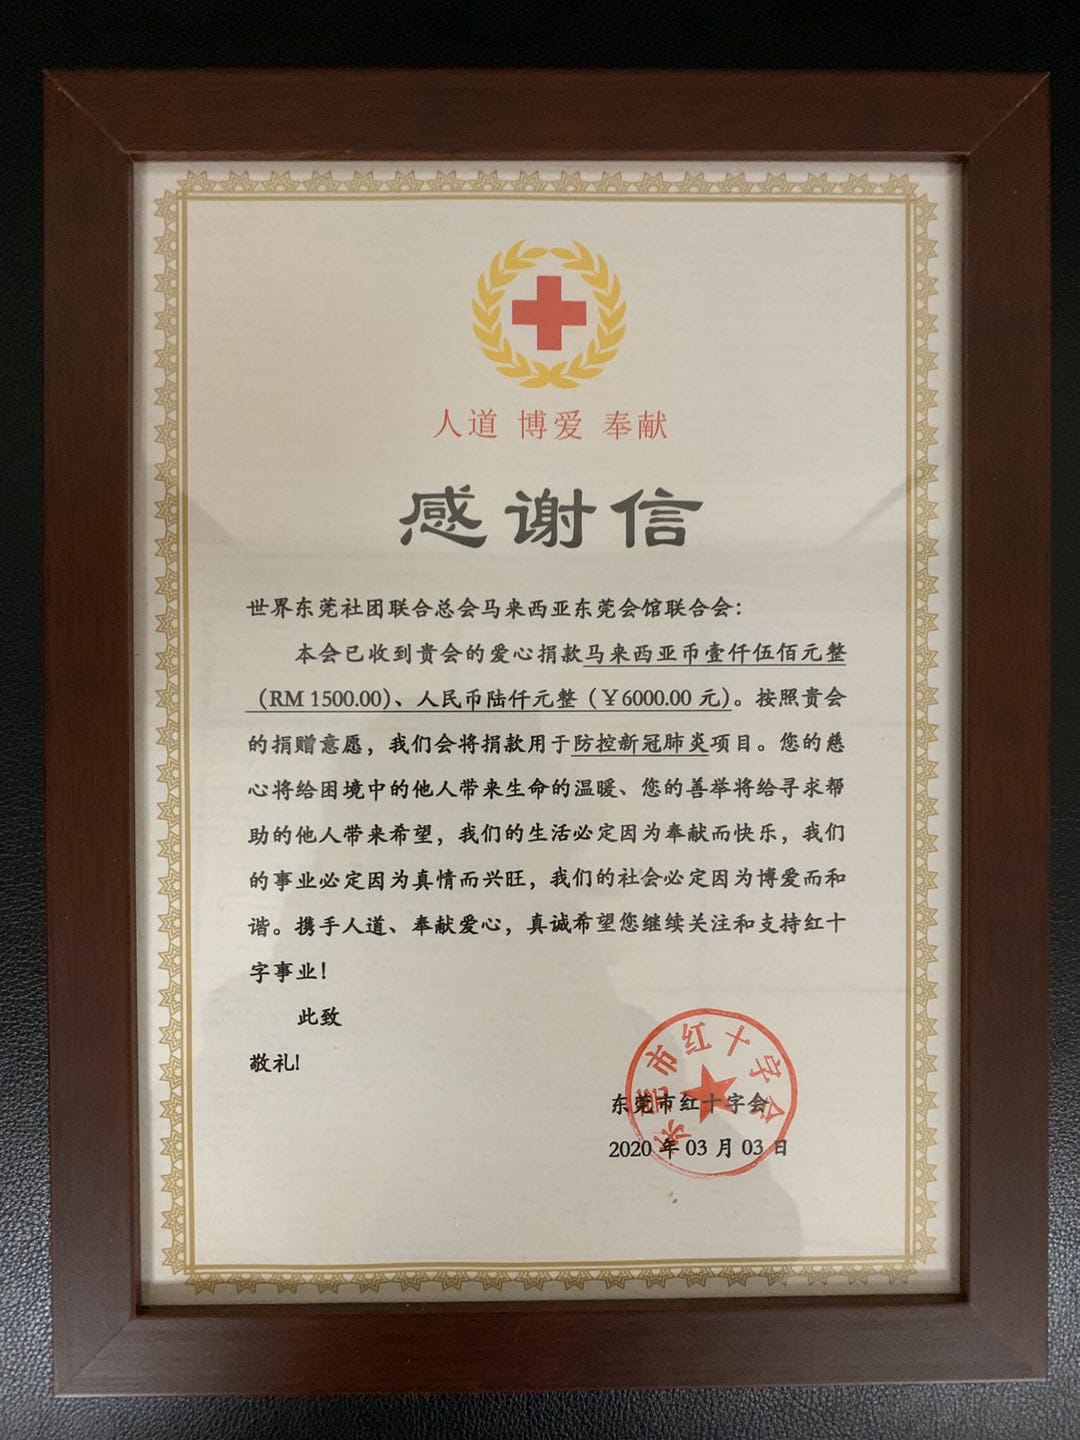 人道 博爱 奉献
感谢信
世界东莞社团联合总会马来西亚东莞会馆联合会：
本会已收到贵会的爱心捐款马来西亚币壹仟伍佰元整
（RM 1500.00）、人民币陆仟元整（￥6000.00 元）。按照贵会
的捐赠意愿，我们会将捐款用于防控新冠肺炎项目。您的慈
心将给困境中的他人带来生命的温暖、您的善举将给寻求帮
助的他人带来希望，我们的生活必定因为奉献而快乐，我们
的事业必定因为真情而兴旺，我们的社会必定因为博爱而和
谐。携手人道、奉献爱心，真诚希望您继续关注和支持红十
字事业！
此致
敬礼！
东莞市红十字会
东莞市红十字会
2020 年 03 月 03 日